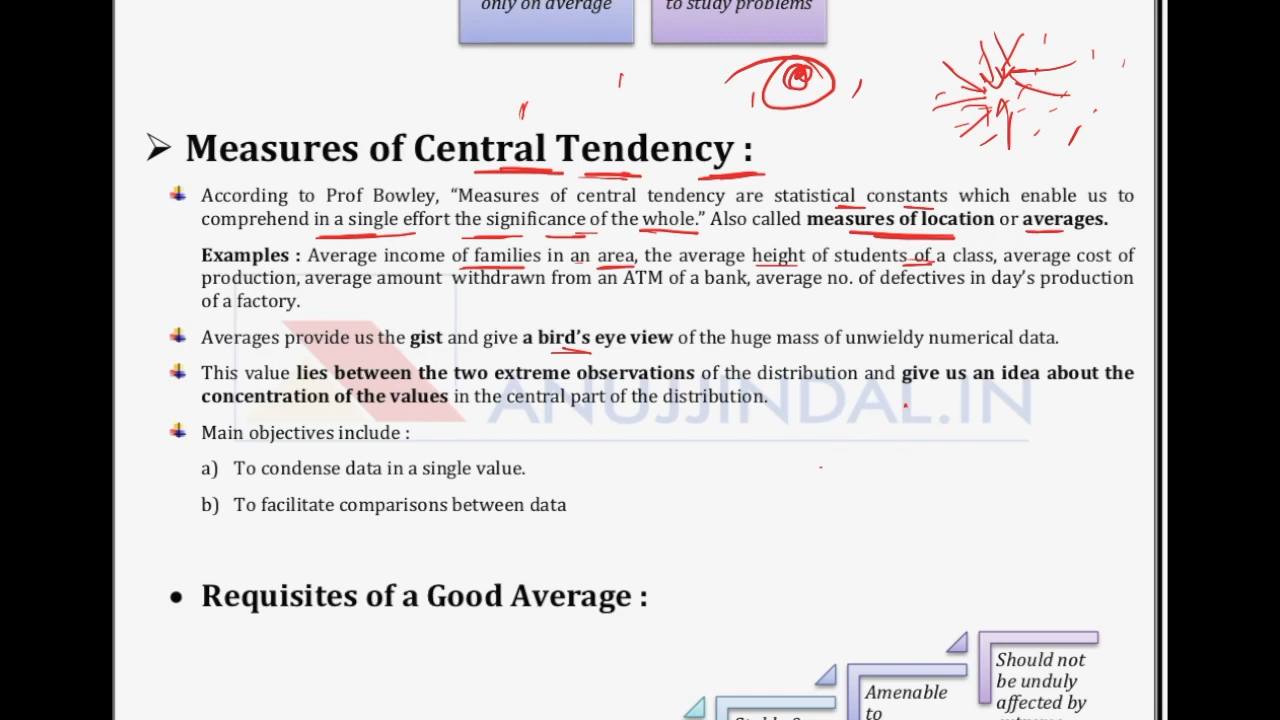 only on average
to study problems
Measures of Central Tendency :
According to Prof Bowley, “Measures of central tendency are statistical constants which enable us to
comprehend in a single effort the significance of the whole.” Also called measures of location or averages.
Examples : Average income of families in an area, the average height of students of a class, average cost of
production, average amount withdrawn from an ATM of a bank, average no. of defectives in day’s production
of a factory.
Averages provide us the gist and give a bird’s eye view of the huge mass of unwieldy numerical data.
This value lies between the two extreme observations of the distribution and give us an idea about the
concentration of the values in the central part of the distribution.
ANUJJINDAL.IN
Main objectives include :
a) To condense data in a single value.
b) To facilitate comparisons between data
• Requisites of a Good Average :
Should not
be unduly
affected by
Amenable
to